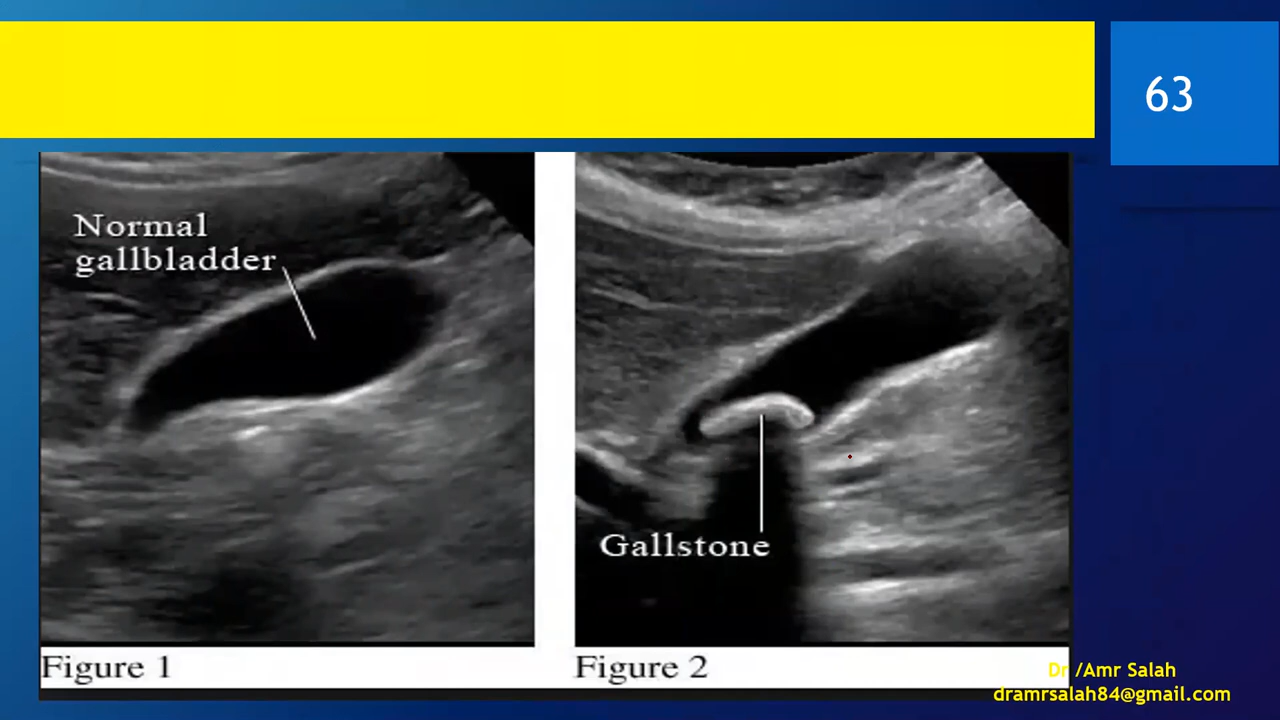 63
Normal
gallbladder
Gallstone
Figure 1
Figure 2
Dr /Amr Salah
dramrsalah84@gmail.com